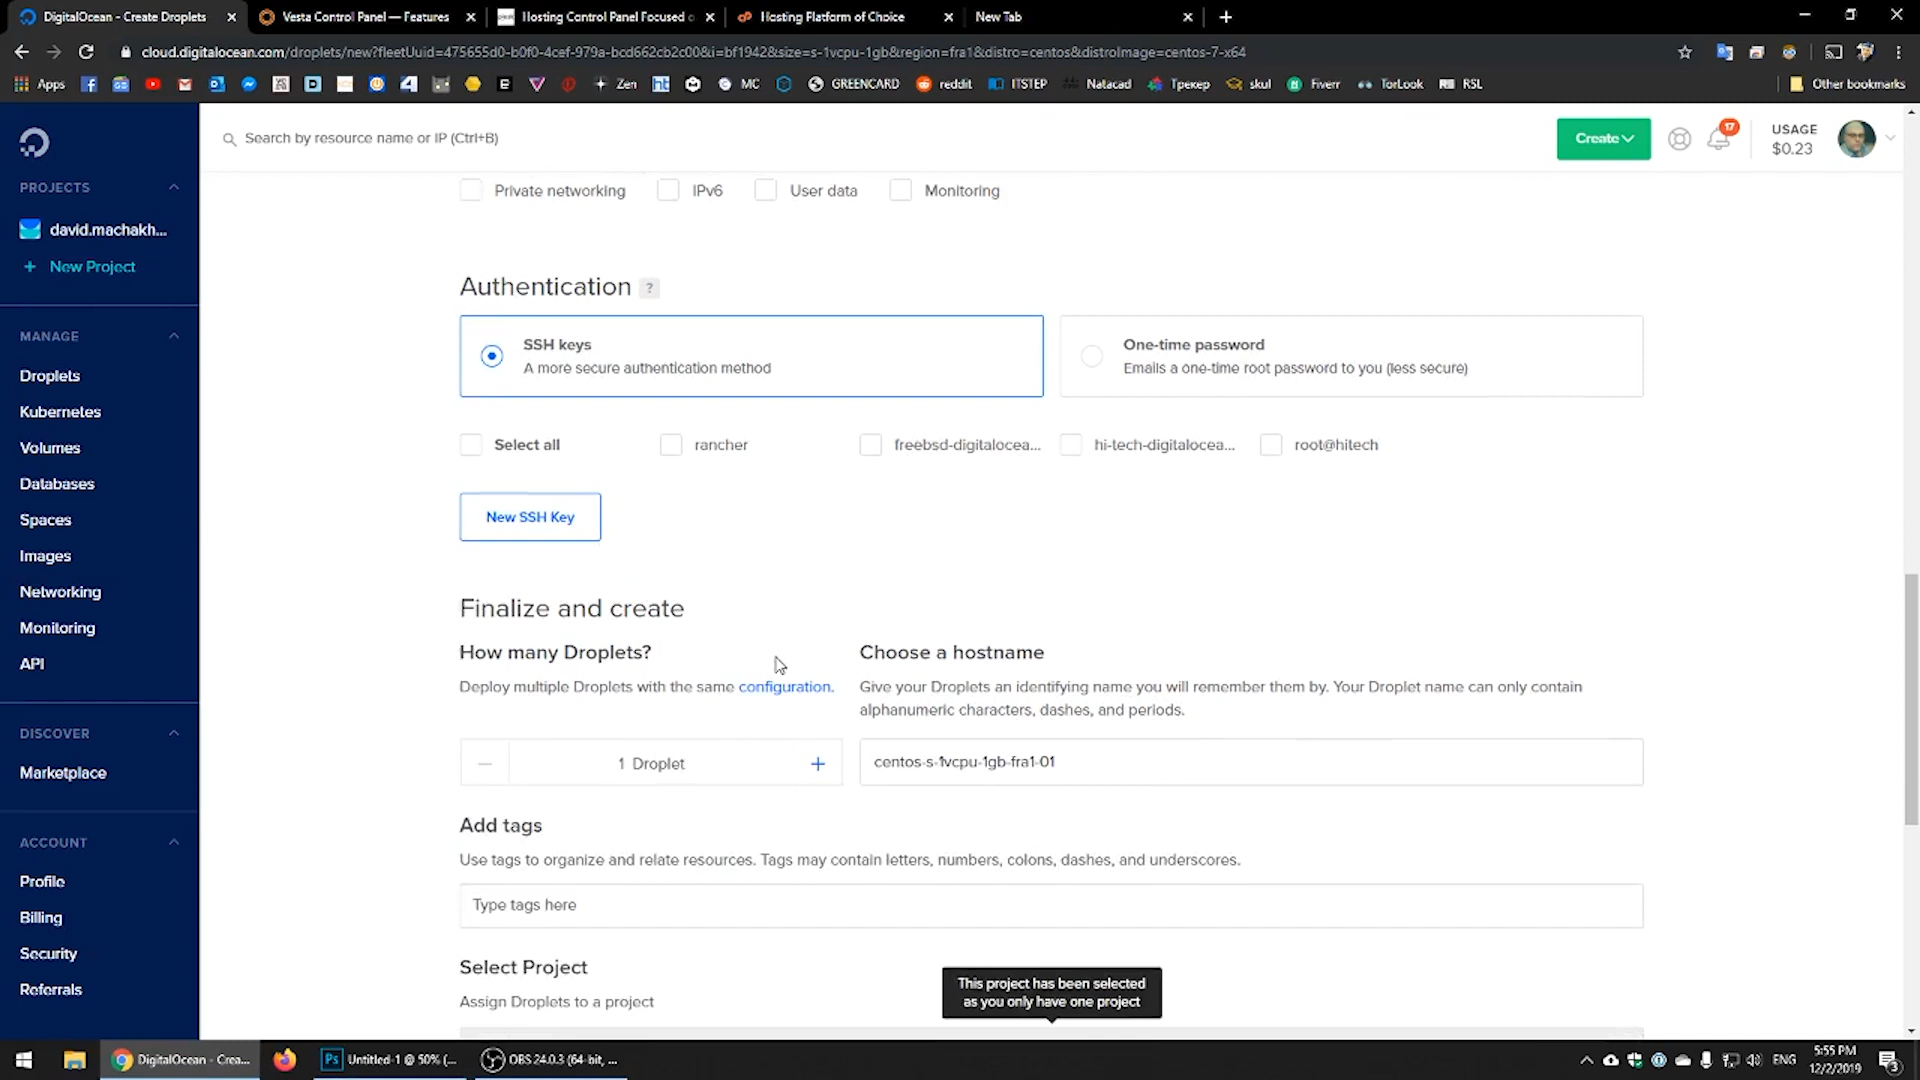 DigitalOcean - Create Droplets
Vesta Control Panel — Features
Hosting Control Panel Focused o
Hosting Platform of Choice
New Tab
cloud.digitalocean.com/droplets/new?fleetUuid=475655d0-b0f0-4cef-979a-bcd662cb2c00&i=bf1942&size=s-1vcpu-1gb&region=fra1&distro=centos&distroImage=centos-7-x64
Apps
Zen
MC
GREENCARD
reddit
ITSTEP
Natacad
Трекер
skul
Fiverr
TorLook
RSL
Other bookmarks
Search by resource name or IP (Ctrl+B)
Create
17
USAGE
$0.23
PROJECTS
david.machakh...
+ New Project
MANAGE
Droplets
Kubernetes
Volumes
Databases
Spaces
Images
Networking
Monitoring
API
DISCOVER
Marketplace
ACCOUNT
Profile
Billing
Security
Referrals
Private networking
IPv6
User data
Monitoring
Authentication ?
SSH keys
A more secure authentication method
One-time password
Emails a one-time root password to you (less secure)
Select all
rancher
freebsd-digitalocea...
hi-tech-digitalocea...
root@hitech
New SSH Key
Finalize and create
How many Droplets?
Deploy multiple Droplets with the same configuration.
1 Droplet
Choose a hostname
Give your Droplets an identifying name you will remember them by. Your Droplet name can only contain
alphanumeric characters, dashes, and periods.
centos-s-1vcpu-1gb-fra1-01
Add tags
Use tags to organize and relate resources. Tags may contain letters, numbers, colons, dashes, and underscores.
Type tags here
Select Project
Assign Droplets to a project
This project has been selected
as you only have one project
DigitalOcean - Crea...
Ps
Untitled-1 @ 50% (...
OBS 24.0.3 (64-bit, ...
ENG
5:55 PM
12/2/2019
3